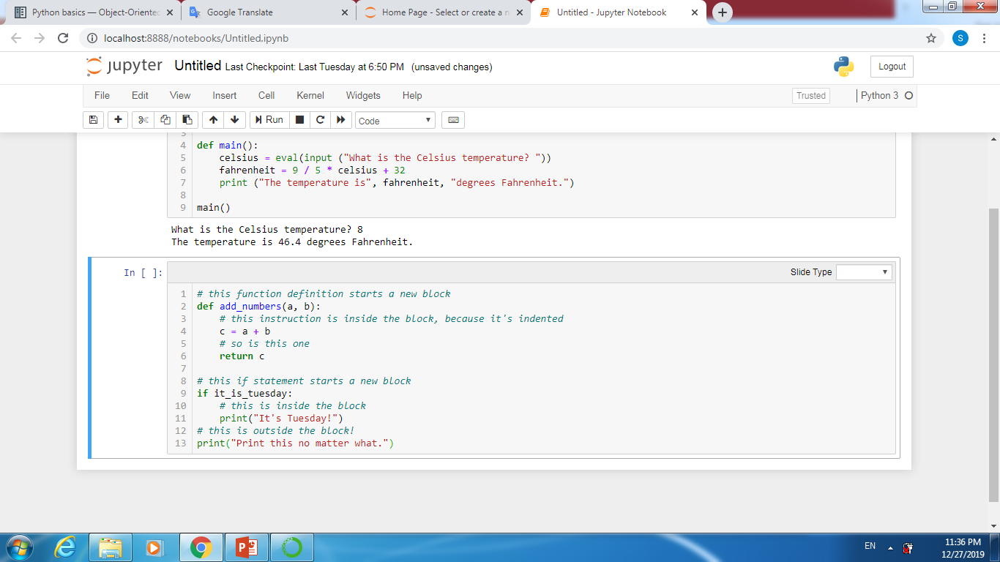 Python basics — Object-Oriente
Google Translate
Home Page - Select or create a n
Untitled - Jupyter Notebook
localhost:8888/notebooks/Untitled.ipynb
S
jupyter Untitled Last Checkpoint: Last Tuesday at 6:50 PM (unsaved changes)
Logout
File Edit View Insert Cell Kernel Widgets Help
Trusted
Python 3
Run
Code
3
4 def main():
5     celsius = eval(input ("What is the Celsius temperature? "))
6     fahrenheit = 9 / 5 * celsius + 32
7     print ("The temperature is", fahrenheit, "degrees Fahrenheit.")
8
9 main()
What is the Celsius temperature? 8
The temperature is 46.4 degrees Fahrenheit.
Slide Type
In [ ]:
1 # this function definition starts a new block
2 def add_numbers(a, b):
3     # this instruction is inside the block, because it's indented
4     c = a + b
5     # so is this one
6     return c
7
8 # this if statement starts a new block
9 if it_is_tuesday:
10     # this is inside the block
11     print("It's Tuesday!")
12 # this is outside the block!
13 print("Print this no matter what.")
EN
11:36 PM
12/27/2019